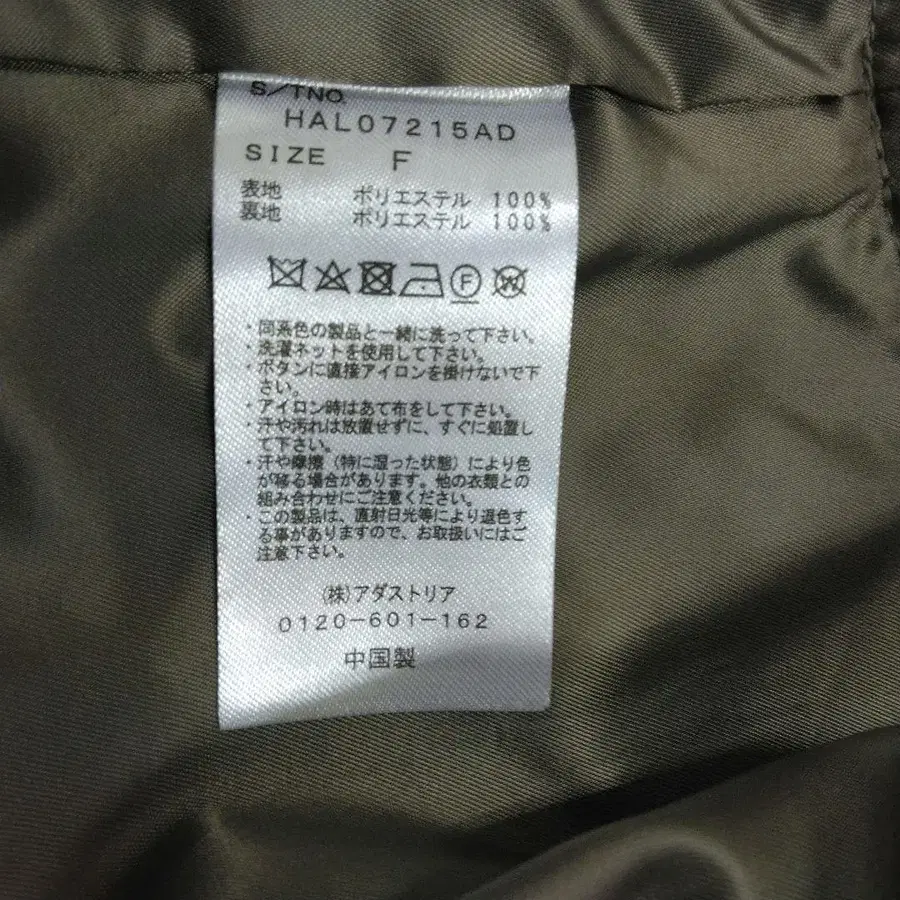 S/TNO.
HAL07215AD
SIZE F
表地 ポリエステル 100%
裏地 ポリエステル 100%
F W
・同系色の製品と一緒に洗って下さい。
・洗濯ネットを使用して下さい。
・ボタンに直接アイロンを掛けないで下
さい。
・アイロン時はあて布をして下さい。
・汗や汚れは放置せずに、すぐに処置し
て下さい。
・汗や摩擦（特に湿った状態）により色
が移る場合があります。他の衣類との
組み合わせにご注意ください。
・この製品は、直射日光等により退色す
る事がありますので、お取扱いにはご
注意下さい。
(株)アダストリア
0120-601-162
中国製